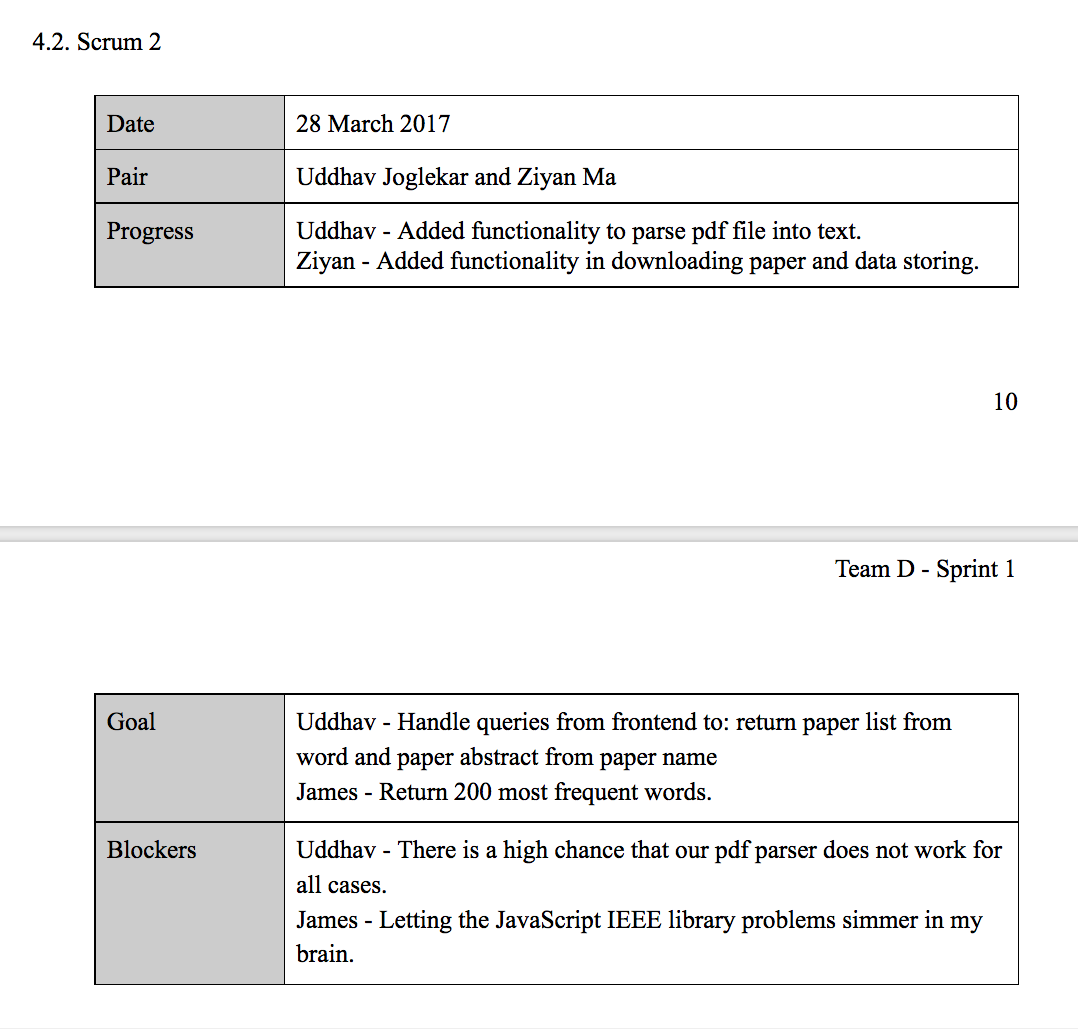 4.2. Scrum 2
Date
28 March 2017
Pair
Uddhav Joglekar and Ziyan Ma
Progress
Uddhav - Added functionality to parse pdf file into text.
Ziyan - Added functionality in downloading paper and data storing.
10
Team D - Sprint 1
Goal
Uddhav - Handle queries from frontend to: return paper list from
word and paper abstract from paper name
James - Return 200 most frequent words.
Blockers
Uddhav - There is a high chance that our pdf parser does not work for
all cases.
James - Letting the JavaScript IEEE library problems simmer in my
brain.